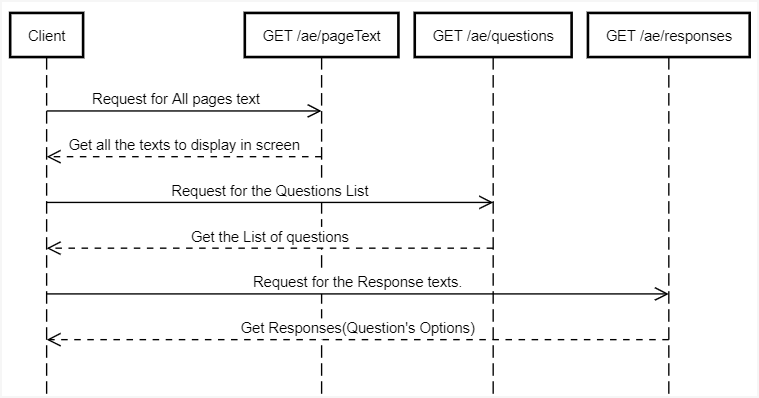 Client
GET /ae/pageText
GET /ae/questions
GET /ae/responses
Request for All pages text
Get all the texts to display in screen
Request for the Questions List
Get the List of questions
Request for the Response texts.
Get Responses(Question's Options)